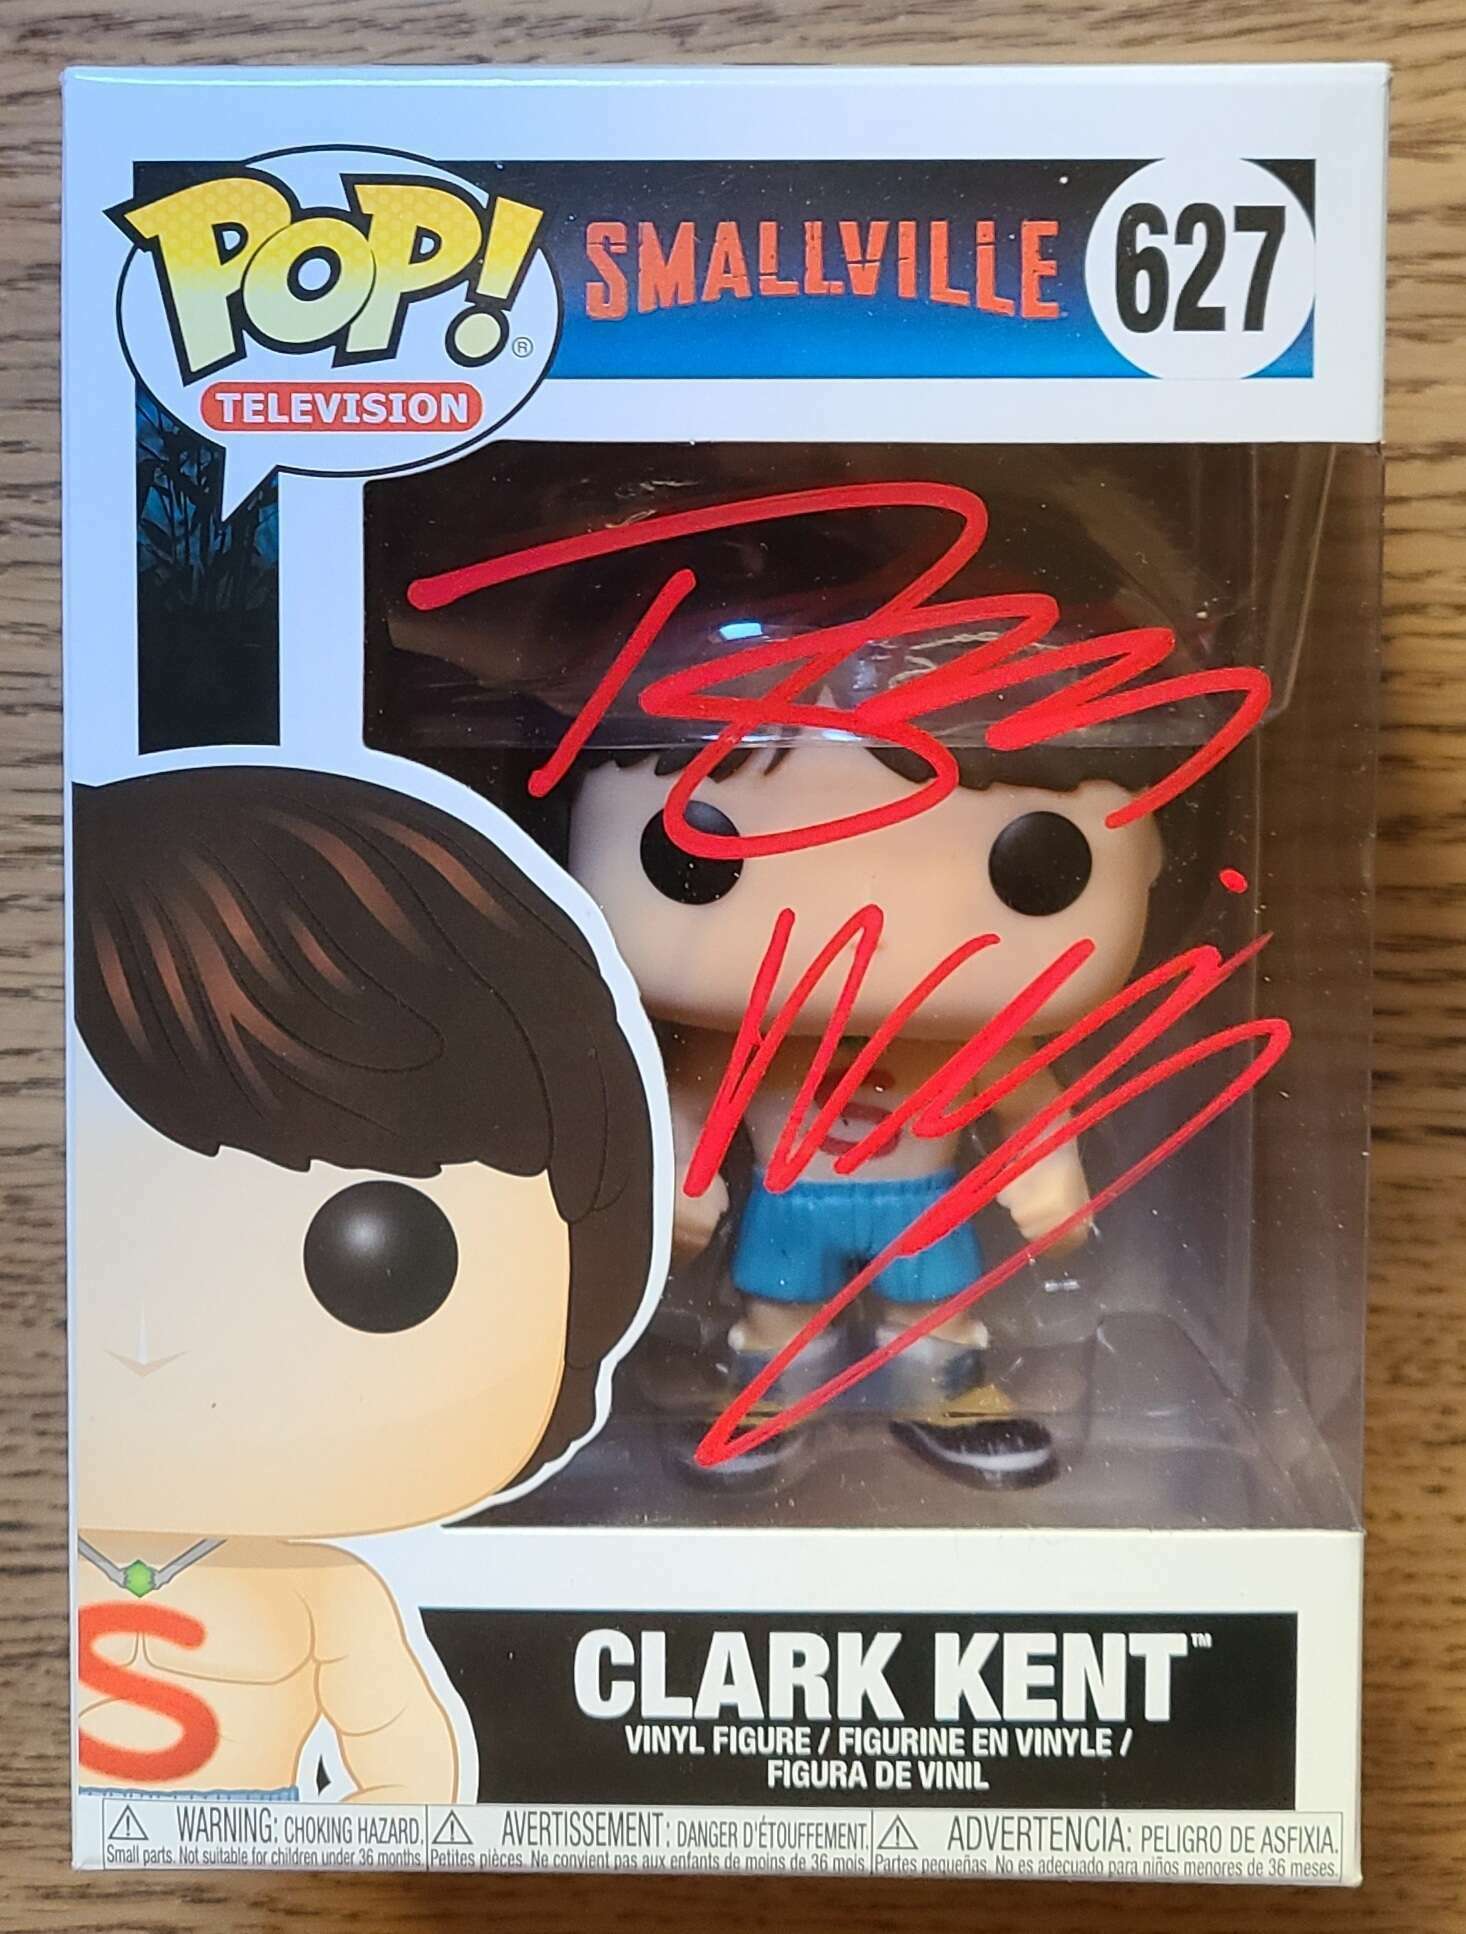 POP!®
TELEVISION
SMALLVILLE
627
S
S
CLARK KENT™
VINYL FIGURE / FIGURINE EN VINYLE /
FIGURA DE VINIL
⚠ WARNING: CHOKING HAZARD.
Small parts. Not suitable for children under 36 months.
⚠ AVERTISSEMENT: DANGER D'ÉTOUFFEMENT.
Petites pièces. Ne convient pas aux enfants de moins de 36 mois.
⚠ ADVERTENCIA: PELIGRO DE ASFIXIA.
Partes pequeñas. No es adecuado para niños menores de 36 meses.